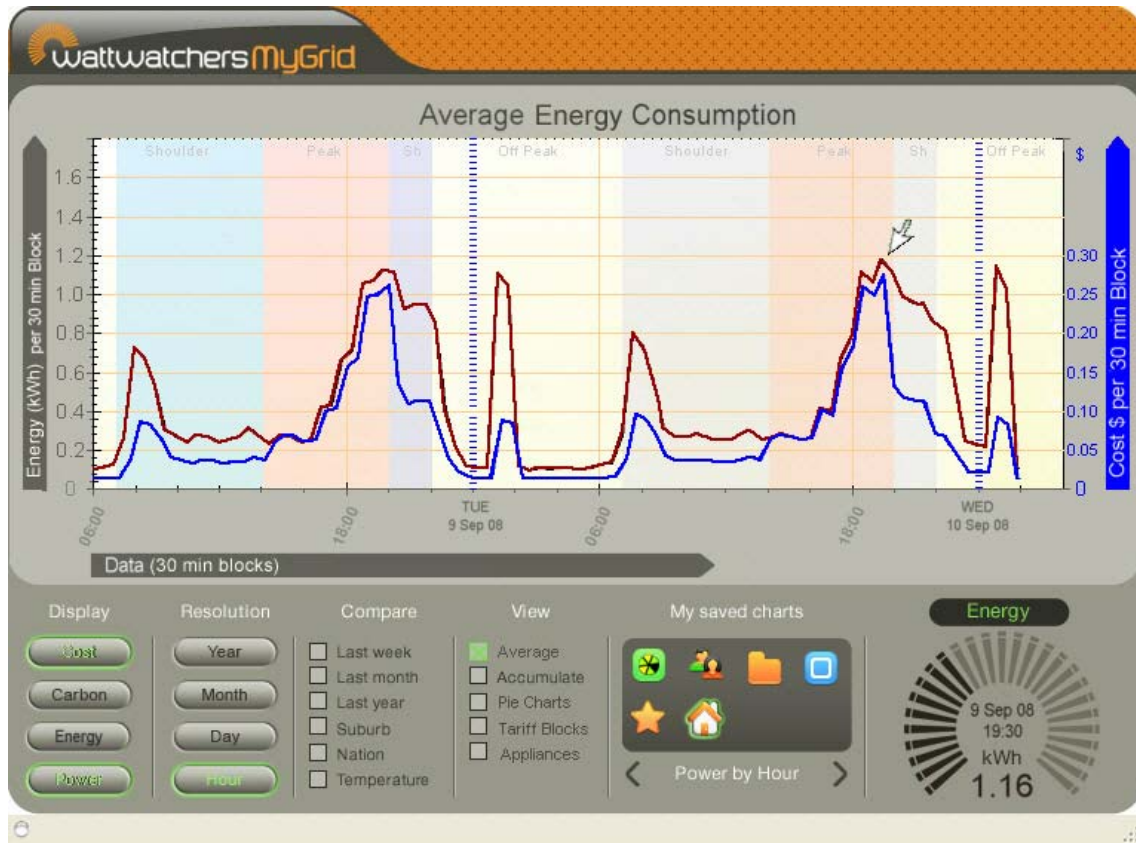 wattwatchers MyGrid
Average Energy Consumption
Shoulder Peak Sh Off Peak Shoulder Peak Sh Off Peak
$
Energy (kWh) per 30 min Block
1.6
1.4
1.2
1.0
0.8
0.6
0.4
0.2
0
0.30
0.25
0.20
0.15
0.10
0.05
0
Cost $ per 30 min Block
06:00 18:00 TUE 06:00 18:00 WED
9 Sep 08 10 Sep 08
Data (30 min blocks)
Display
Cost
Carbon
Energy
Power
Resolution
Year
Month
Day
Hour
Compare
Last week
Last month
Last year
Suburb
Nation
Temperature
View
Average
Accumulate
Pie Charts
Tariff Blocks
Appliances
My saved charts
Power by Hour
Energy
9 Sep 08
19:30
kWh
1.16